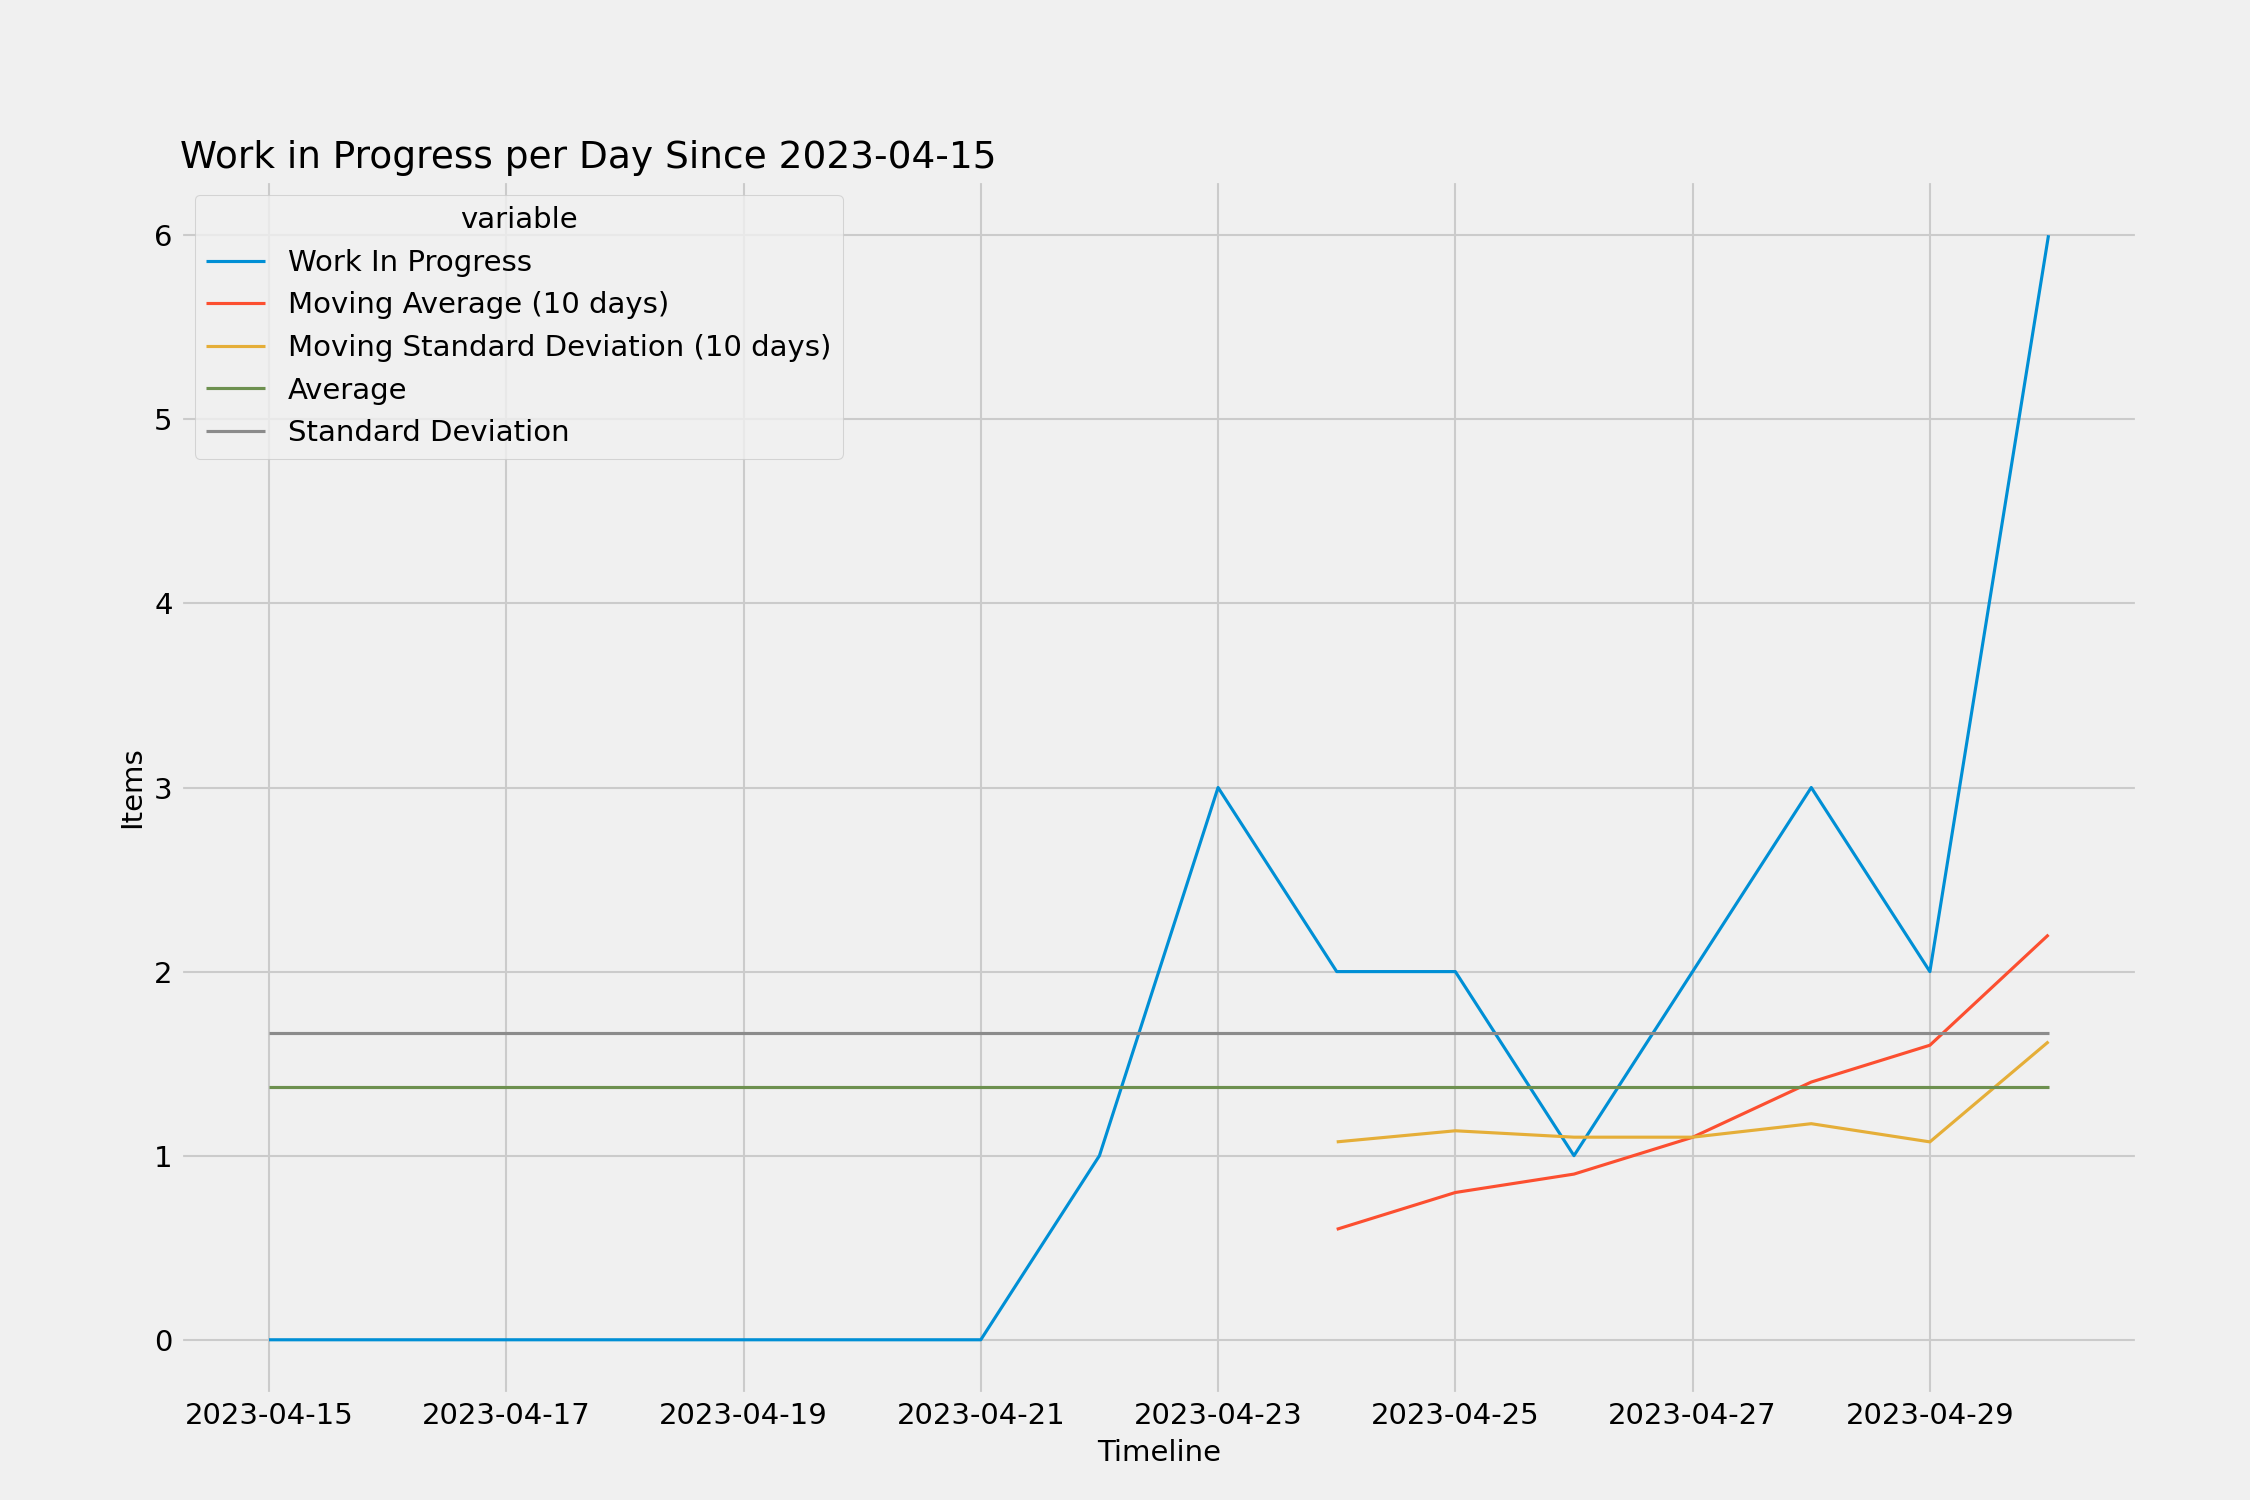 Work in Progress per Day Since 2023-04-15
variable
Work In Progress
Moving Average (10 days)
Moving Standard Deviation (10 days)
Average
Standard Deviation
6
5
4
3
2
1
0
Items
2023-04-15 2023-04-17 2023-04-19 2023-04-21 2023-04-23 2023-04-25 2023-04-27 2023-04-29
Timeline